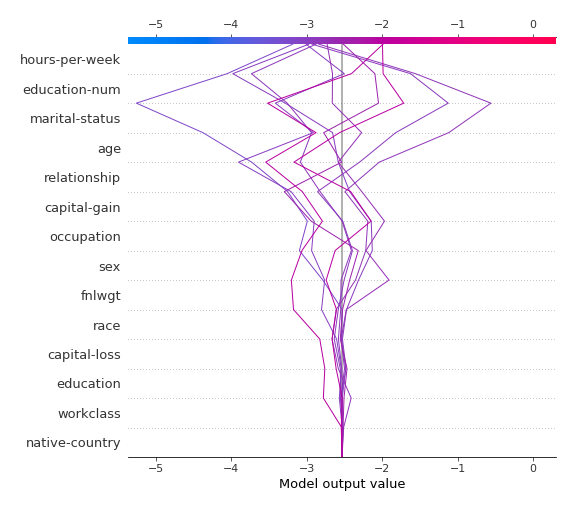 −5 −4 −3 −2 −1 0
hours-per-week
education-num
marital-status
age
relationship
capital-gain
occupation
sex
fnlwgt
race
capital-loss
education
workclass
native-country
−5 −4 −3 −2 −1 0
Model output value